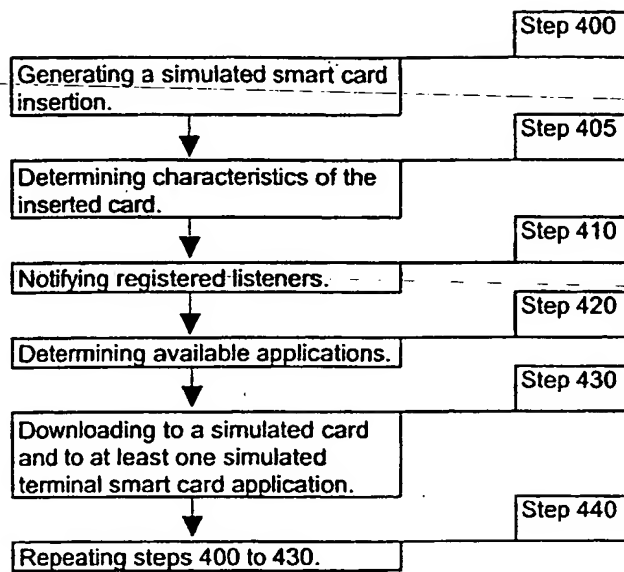 Step 400
Generating a simulated smart card
insertion.
Step 405
Determining characteristics of the
inserted card.
Step 410
Notifying registered listeners.
Step 420
Determining available applications.
Step 430
Downloading to a simulated card
and to at least one simulated
terminal smart card application.
Step 440
Repeating steps 400 to 430.